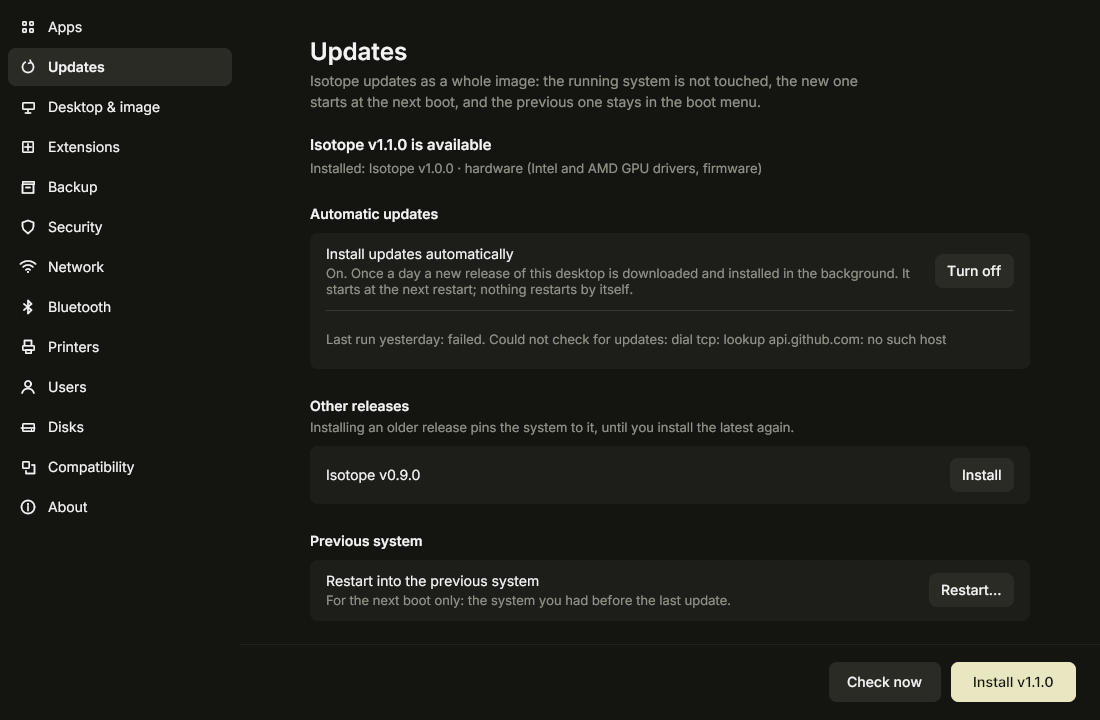 Apps
Updates
Desktop & image
Extensions
Backup
Security
Network
Bluetooth
Printers
Users
Disks
Compatibility
About
Updates
Isotope updates as a whole image: the running system is not touched, the new one
starts at the next boot, and the previous one stays in the boot menu.
Isotope v1.1.0 is available
Installed: Isotope v1.0.0 · hardware (Intel and AMD GPU drivers, firmware)
Automatic updates
Install updates automatically
On. Once a day a new release of this desktop is downloaded and installed in the background. It
starts at the next restart; nothing restarts by itself.
Turn off
Last run yesterday: failed. Could not check for updates: dial tcp: lookup api.github.com: no such host
Other releases
Installing an older release pins the system to it, until you install the latest again.
Isotope v0.9.0
Install
Previous system
Restart into the previous system
For the next boot only: the system you had before the last update.
Restart...
Check now
Install v1.1.0